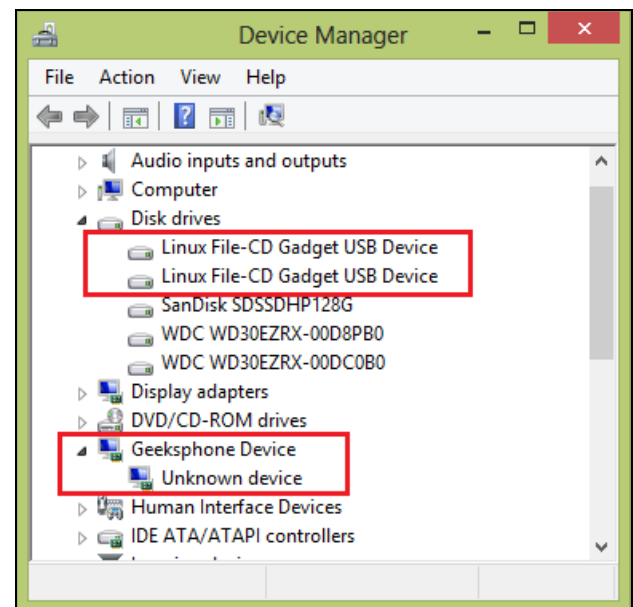 Device Manager
File Action View Help
Audio inputs and outputs
Computer
Disk drives
Linux File-CD Gadget USB Device
Linux File-CD Gadget USB Device
SanDisk SDSSDHP128G
WDC WD30EZRX-00D8PB0
WDC WD30EZRX-00DC0B0
Display adapters
DVD/CD-ROM drives
Geeksphone Device
Unknown device
Human Interface Devices
IDE ATA/ATAPI controllers